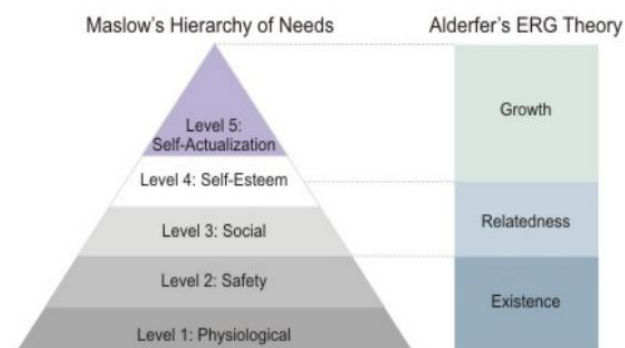 Maslow's Hierarchy of Needs
Alderfer's ERG Theory
Level 5:
Self-Actualization
Level 4: Self-Esteem
Level 3: Social
Level 2: Safety
Level 1: Physiological
Growth
Relatedness
Existence